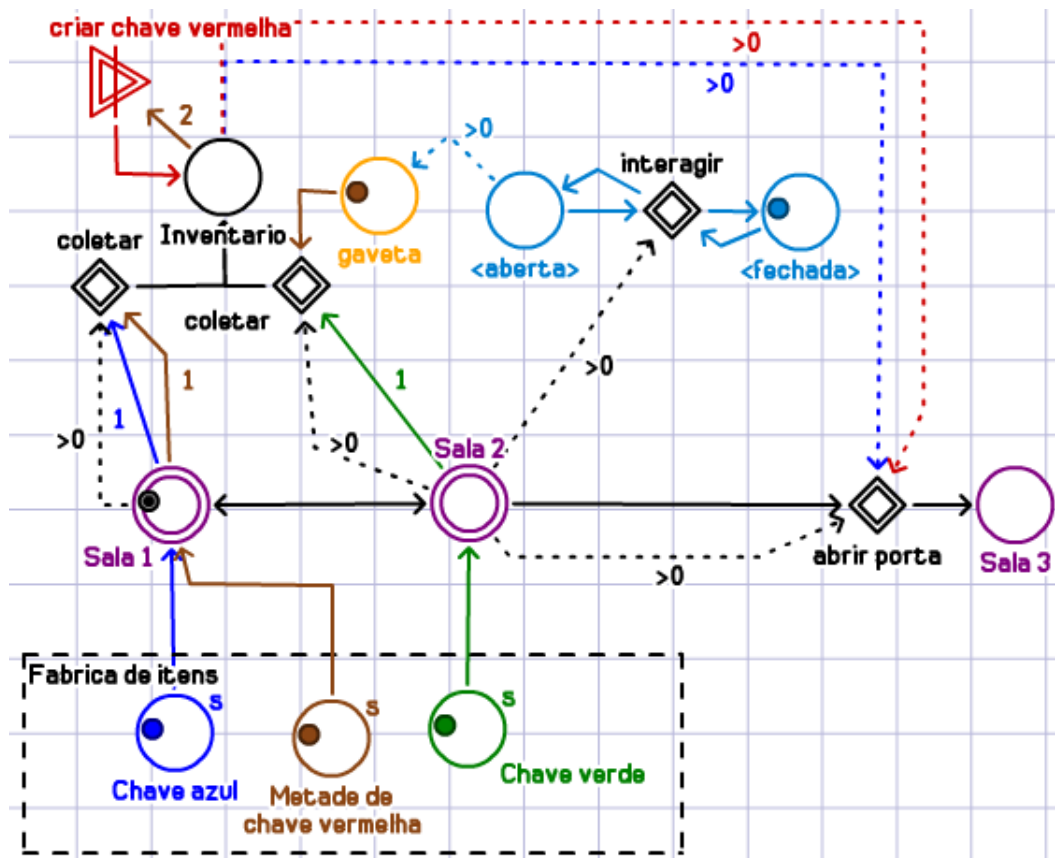 criar chave vermelha
>0
>0
2
>0
interagir
coletar
Inventario
gaveta
<aberta>
<fechada>
coletar
>0
1
1
1
>0
>0
Sala 2
Sala 1
abrir porta
Sala 3
>0
Fabrica de itens
s
s
s
Chave azul
Metade de
chave vermelha
Chave verde